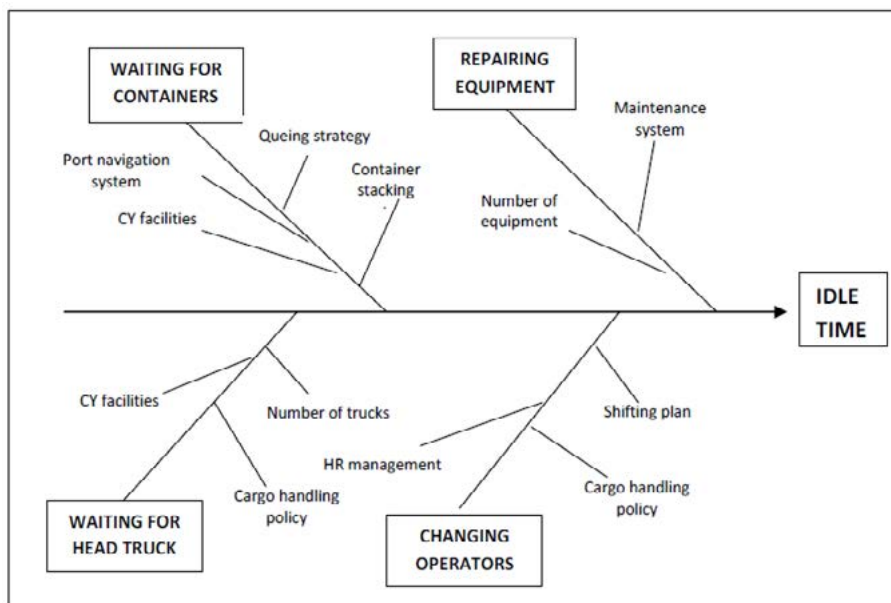 WAITING FOR
CONTAINERS
REPAIRING
EQUIPMENT
Queing strategy
Maintenance
system
Port navigation
system
Container
stacking
CY facilities
Number of
equipment
IDLE
TIME
CY facilities
Number of trucks
Shifting plan
HR management
Cargo handling
policy
Cargo handling
policy
WAITING FOR
HEAD TRUCK
CHANGING
OPERATORS